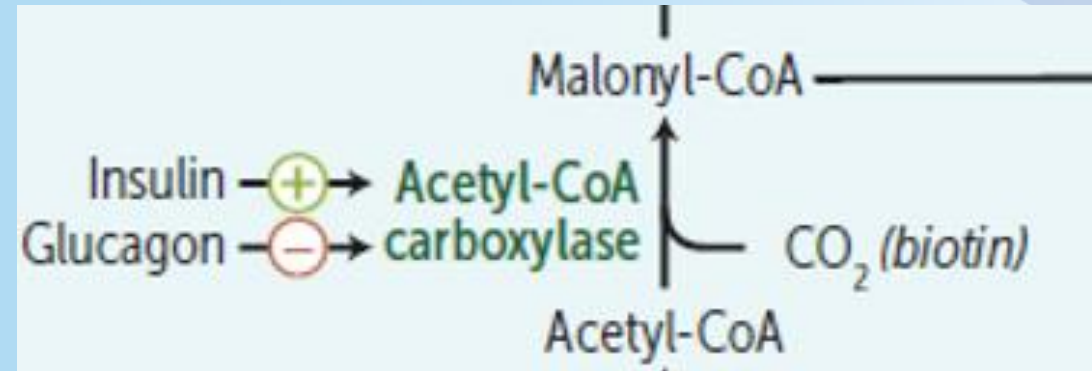 Malonyl-CoA
Insulin + Acetyl-CoA
Glucagon − carboxylase
CO₂ (biotin)
Acetyl-CoA